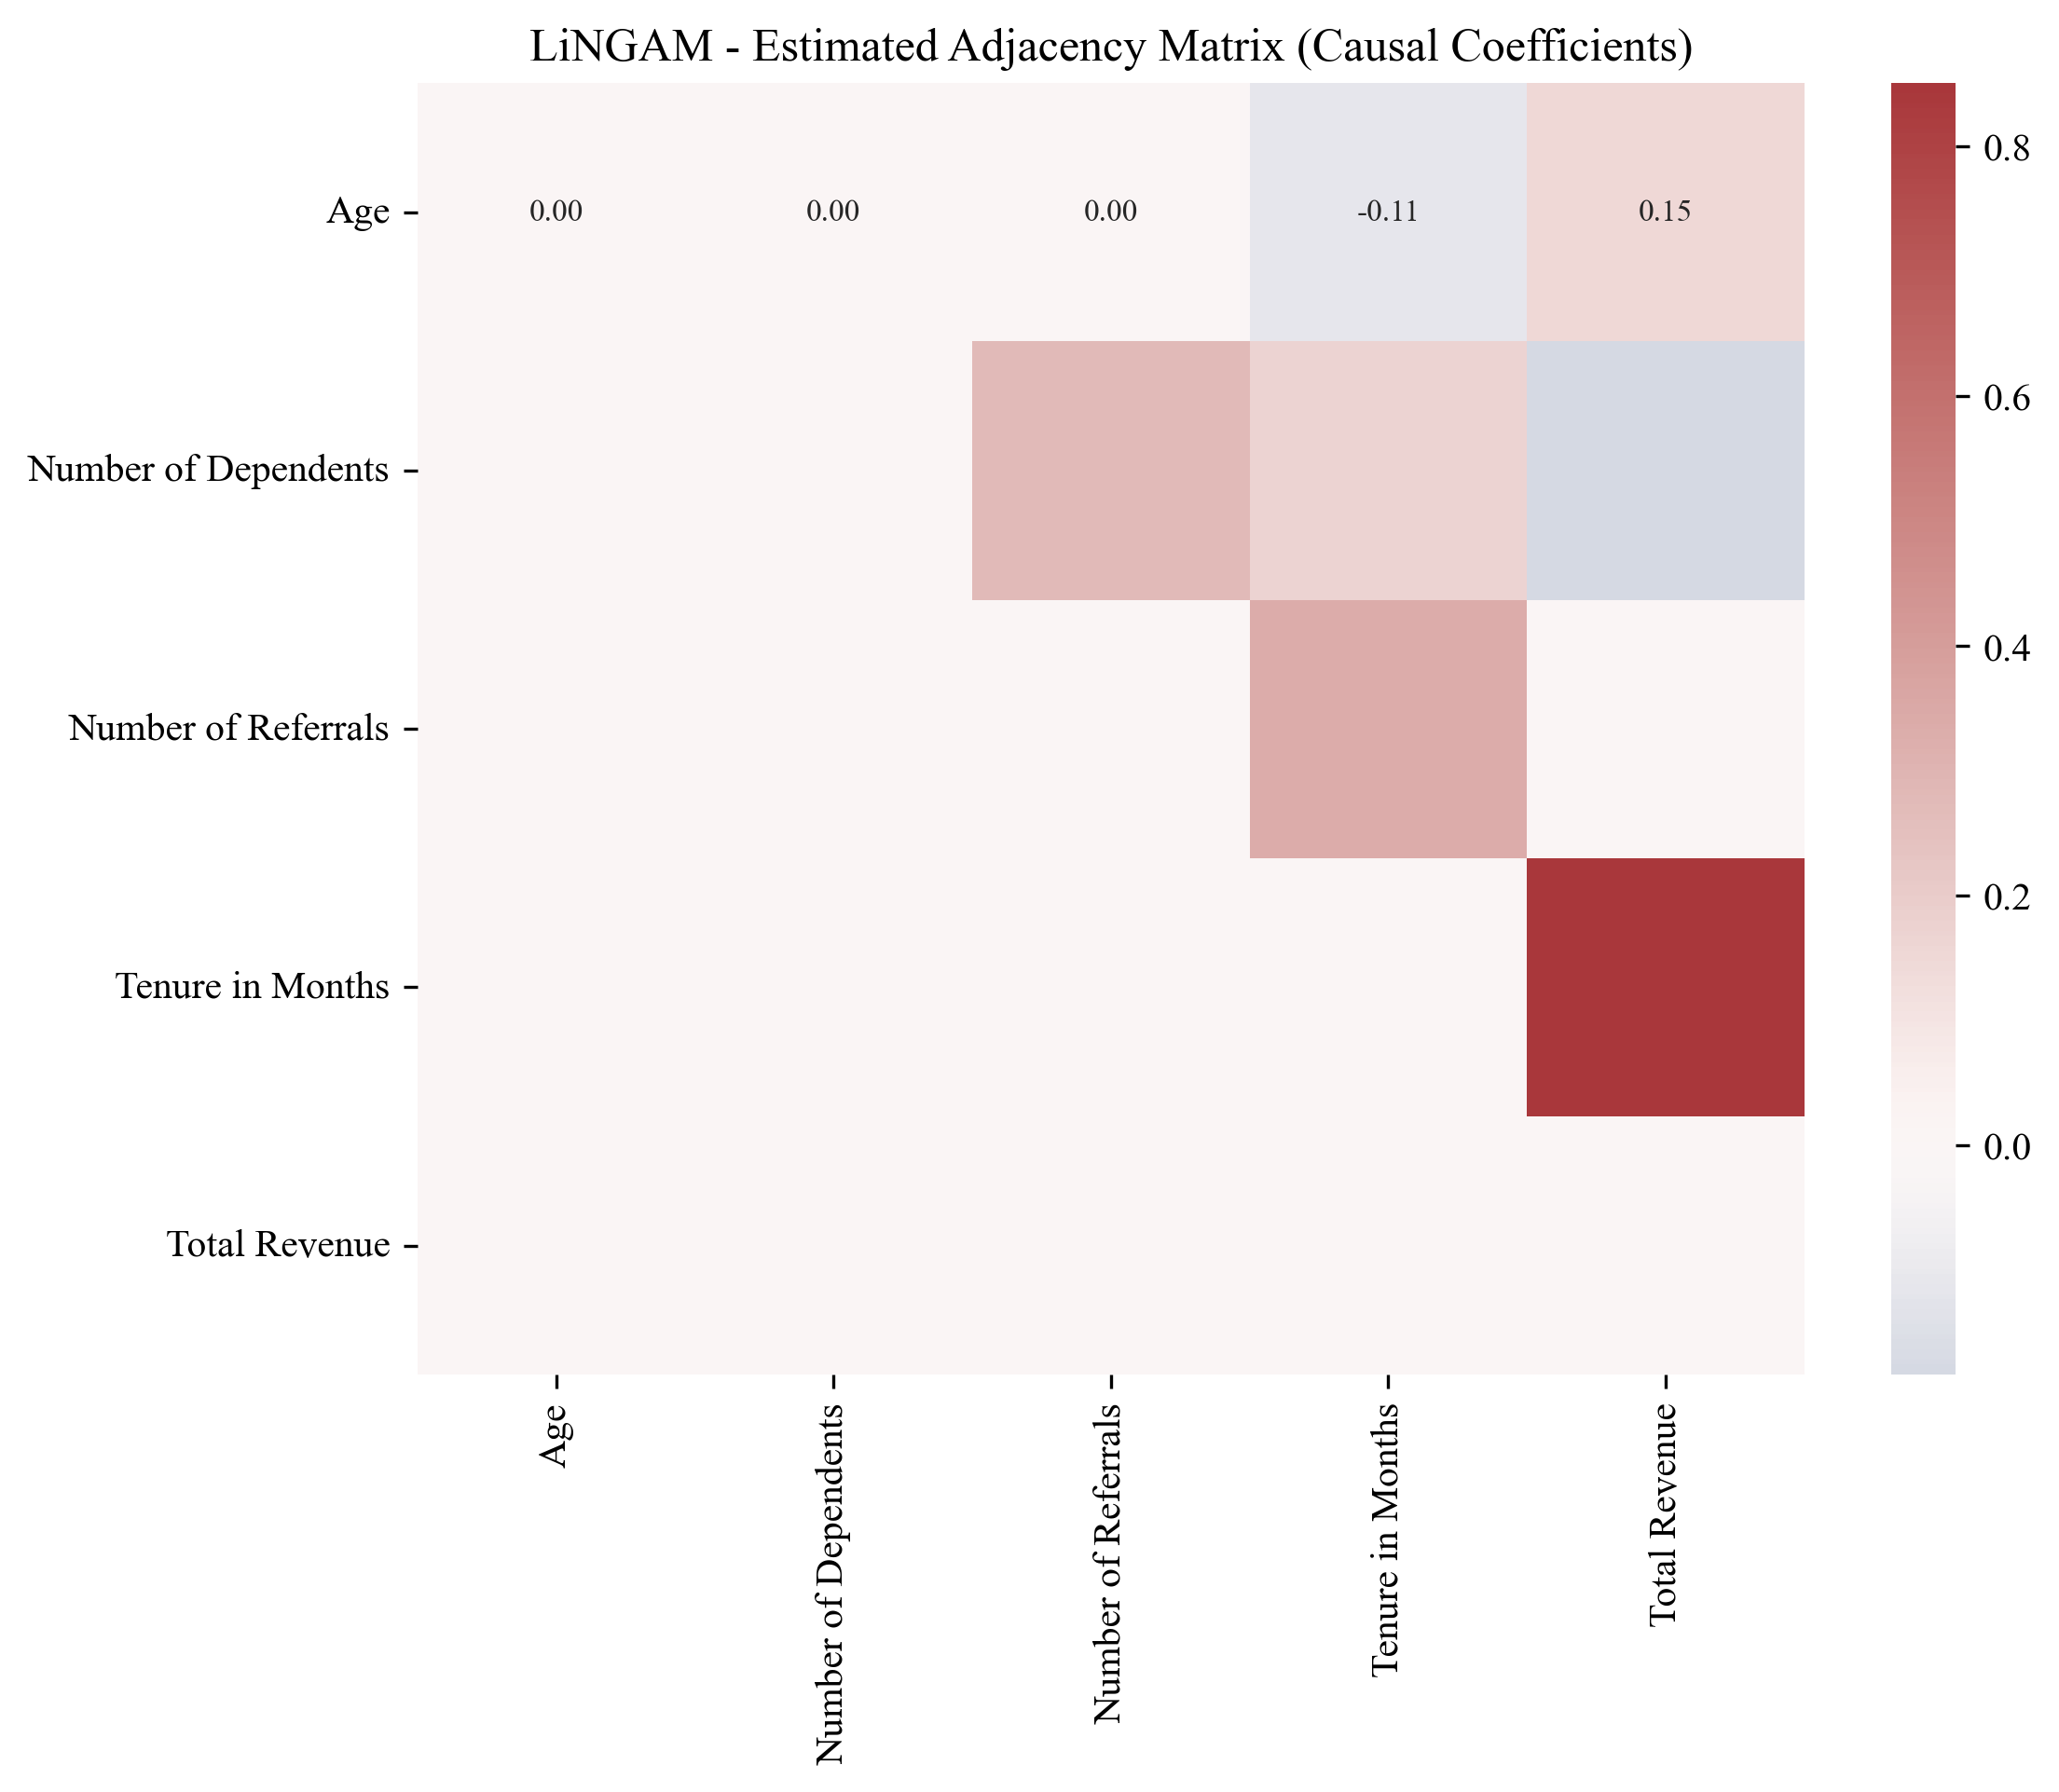 LiNGAM - Estimated Adjacency Matrix (Causal Coefficients)
Age
0.00
0.00
0.00
-0.11
0.15
Number of Dependents
Number of Referrals
Tenure in Months
Total Revenue
Age
Number of Dependents
Number of Referrals
Tenure in Months
Total Revenue
0.8
0.6
0.4
0.2
0.0